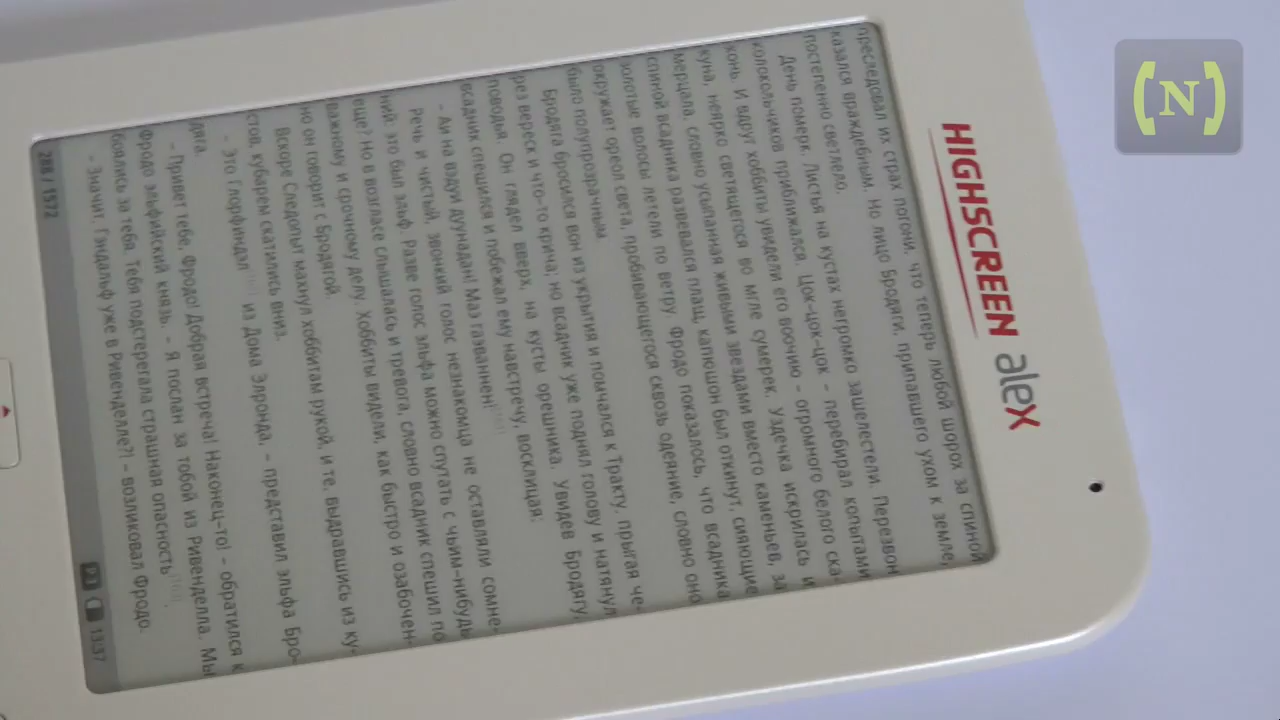 (N)
HIGHSCREEN alex
преследовал их страх погони, что теперь любой шорох за спиной
казался враждебным. Но лицо Бродяги, припавшего ухом к земле,
постепенно светлело.
День померк. Листья на кустах негромко зашелестели. Перезвон
колокольчиков приближался. Цок–цок–цок – перебирал копытами
конь. И вдруг хоббиты увидели его воочию – огромного белого ска-
куна, неярко светящегося во мгле сумерек. Уздечка искрилась и
мерцала, словно усыпанная живыми звездами вместо каменьев, за
спиной всадника развевался плащ, капюшон был откинут, сияющие
золотые волосы летели по ветру. Фродо показалось, что всадника
окружает ореол света, пробивающегося сквозь одеяние, словно оно
было полупрозрачным.
Бродяга бросился вон из укрытия и помчался к Тракту, прыгая че-
рез вереск и что–то крича; но всадник уже поднял голову и натянул
поводья. Он глядел вверх, на кусты орешника. Увидев Бродягу,
всадник спешился и побежал ему навстречу, восклицая:
– Аи на вэдуи дуунадан! Маэ гвованнен!
Речь и чистый, звонкий голос незнакомца не оставляли сомне-
ний: это был эльф. Разве голос эльфа можно спутать с чьим–нибудь
еще? Но в возгласе слышалась и тревога, словно всадник спешил по
важному и срочному делу. Хоббиты видели, как быстро и озабочен-
но он говорит с Бродягой.
Вскоре Седопыт махнул хоббитам рукой, и те, выдравшись из ку-
стов, кубарем скатились вниз.
– Это Глорфиндал из Дома Элронда, – представил эльфа Бро-
дяга.
– Привет тебе, Фродо! Добрая встреча! Наконец–то! – обратился к
Фродо эльфийский князь. – Я послан за тобой из Ривенделла. Мы
боялись за тебя. Тебя подстерегала страшная опасность
– Значит, Гэндальф уже в Ривенделле?! – возликовал Фродо.
288 / 1572 13:37